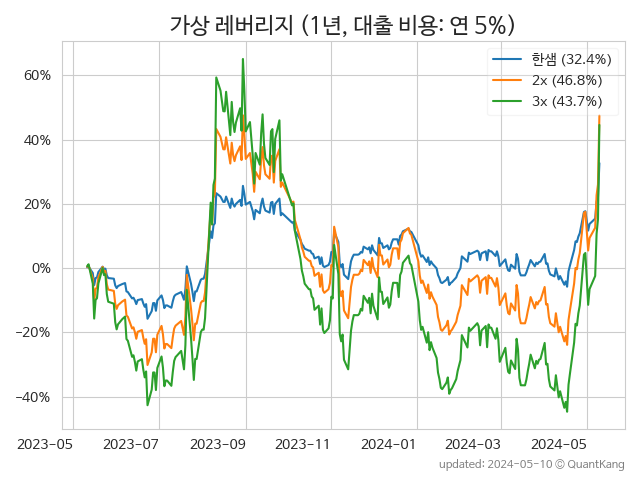 가상 레버리지 (1년, 대출 비용: 연 5%)
한샘 (32.4%)
2x (46.8%)
3x (43.7%)
60%
40%
20%
0%
−20%
−40%
2023-05 2023-07 2023-09 2023-11 2024-01 2024-03 2024-05
updated: 2024-05-10 © QuantKang